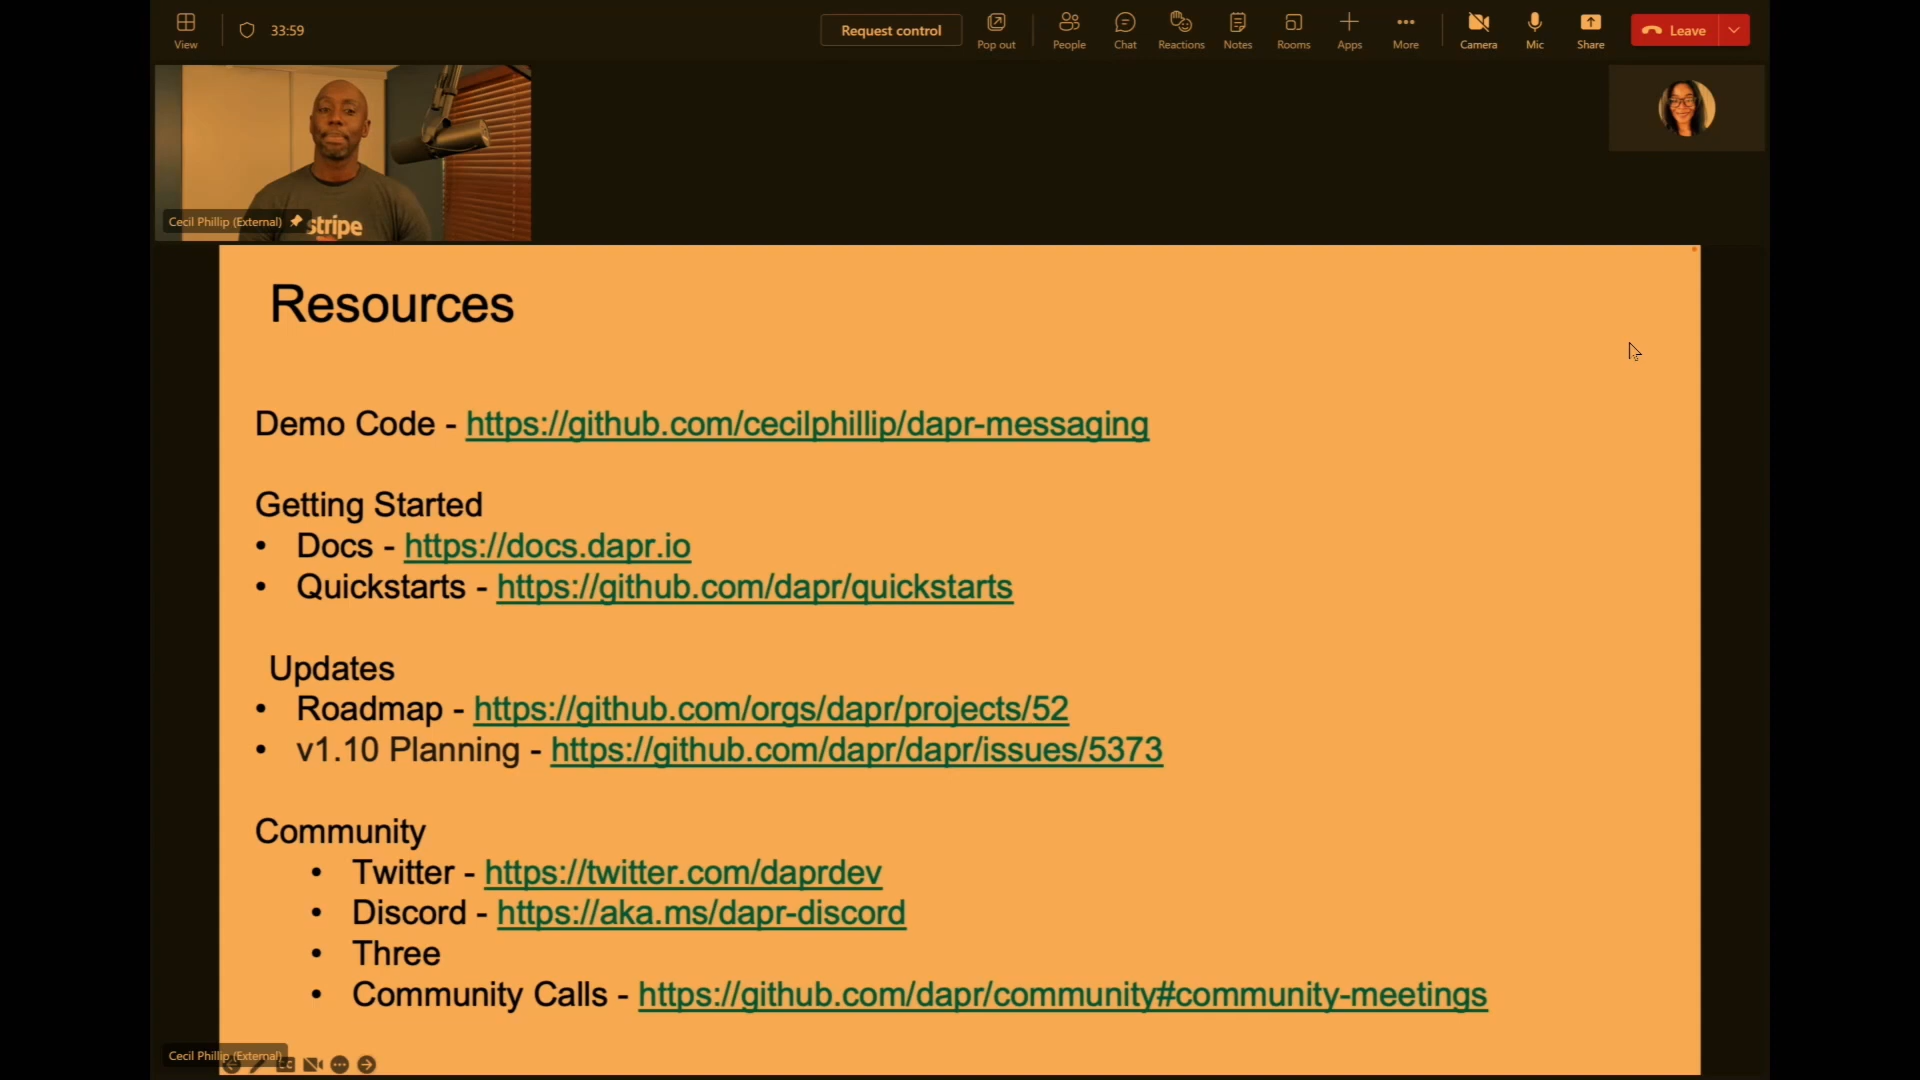 View
33:59
Request control
Pop out
People
Chat
Reactions
Notes
Rooms
Apps
More
Camera
Mic
Share
Leave
stripe
Cecil Phillip (External)
Resources
Demo Code - https://github.com/cecilphillip/dapr-messaging
Getting Started
• Docs - https://docs.dapr.io
• Quickstarts - https://github.com/dapr/quickstarts
Updates
• Roadmap - https://github.com/orgs/dapr/projects/52
• v1.10 Planning - https://github.com/dapr/dapr/issues/5373
Community
• Twitter - https://twitter.com/daprdev
• Discord - https://aka.ms/dapr-discord
• Three
• Community Calls - https://github.com/dapr/community#community-meetings
Cecil Phillip (External)